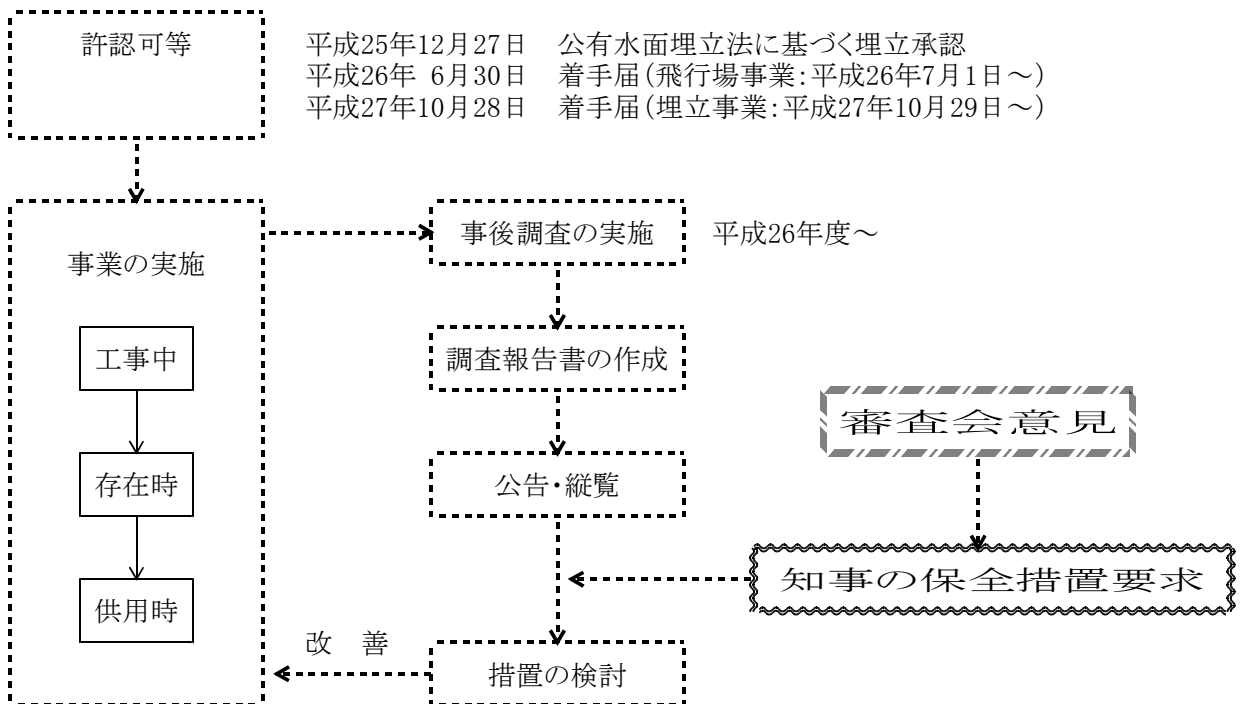 許認可等
平成25年12月27日　公有水面埋立法に基づく埋立承認
平成26年 6月30日　着手届（飛行場事業：平成26年7月1日～）
平成27年10月28日　着手届（埋立事業：平成27年10月29日～）
事業の実施
工事中
存在時
供用時
事後調査の実施
平成26年度～
調査報告書の作成
公告・縦覧
審査会意見
知事の保全措置要求
改　善
措置の検討